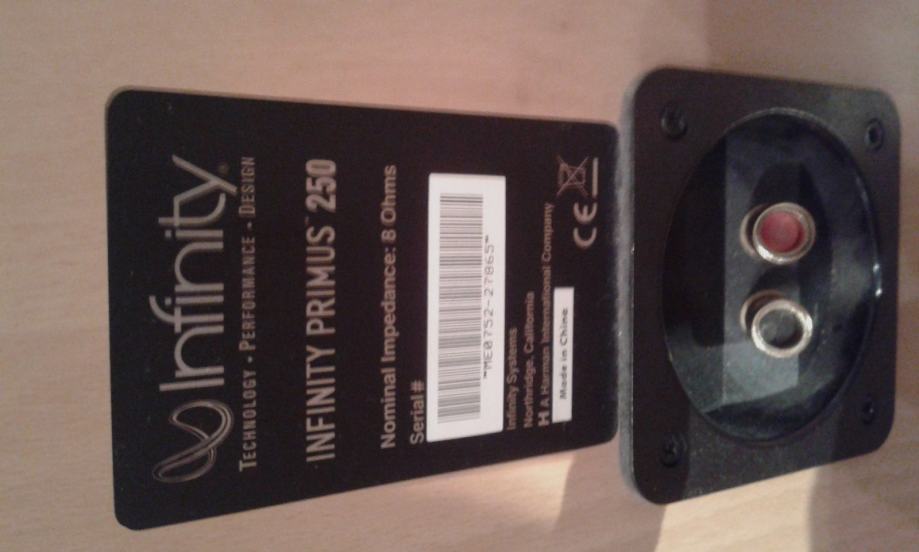 Infinity®
TECHNOLOGY • PERFORMANCE • DESIGN
INFINITY PRIMUS™ 250
Nominal Impedance: 8 Ohms
Serial#
*ME0752-27865*
Infinity Systems
Northridge, California
H A Harman International Company
Made in China
CE